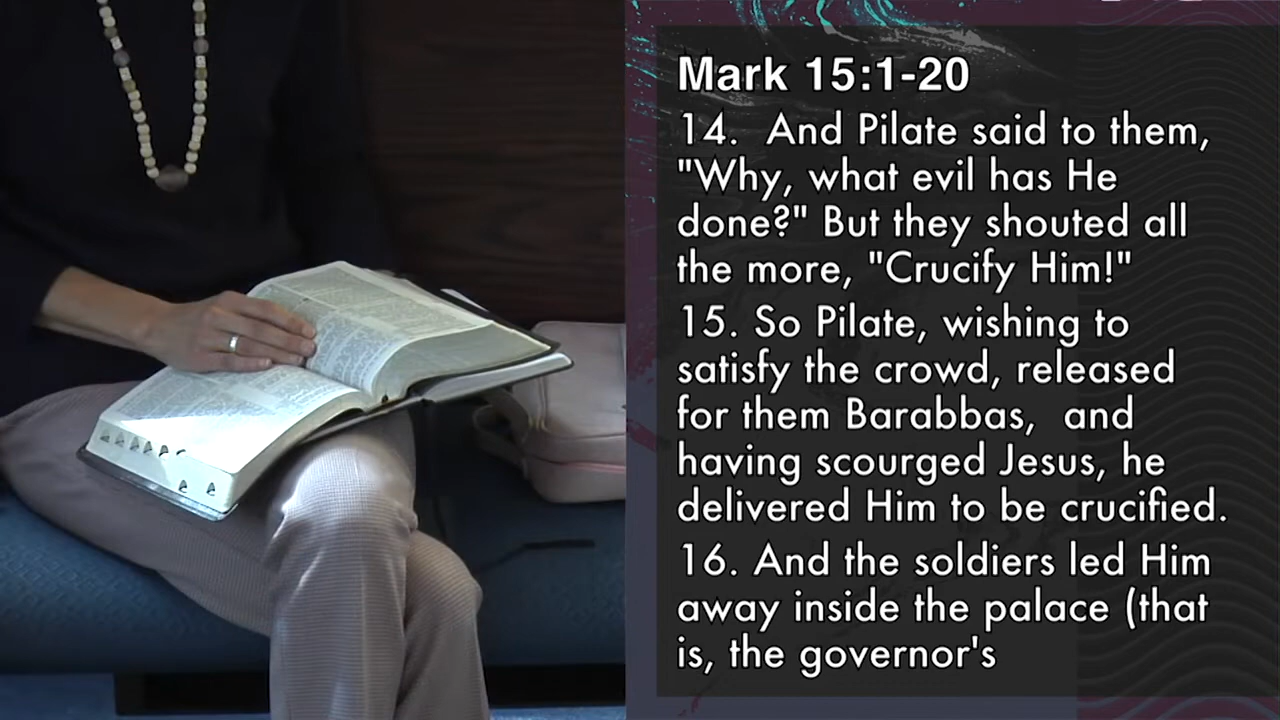 Mark 15:1-20
14.  And Pilate said to them,
"Why, what evil has He
done?" But they shouted all
the more, "Crucify Him!"
15. So Pilate, wishing to
satisfy the crowd, released
for them Barabbas,  and
having scourged Jesus, he
delivered Him to be crucified.
16. And the soldiers led Him
away inside the palace (that
is, the governor's